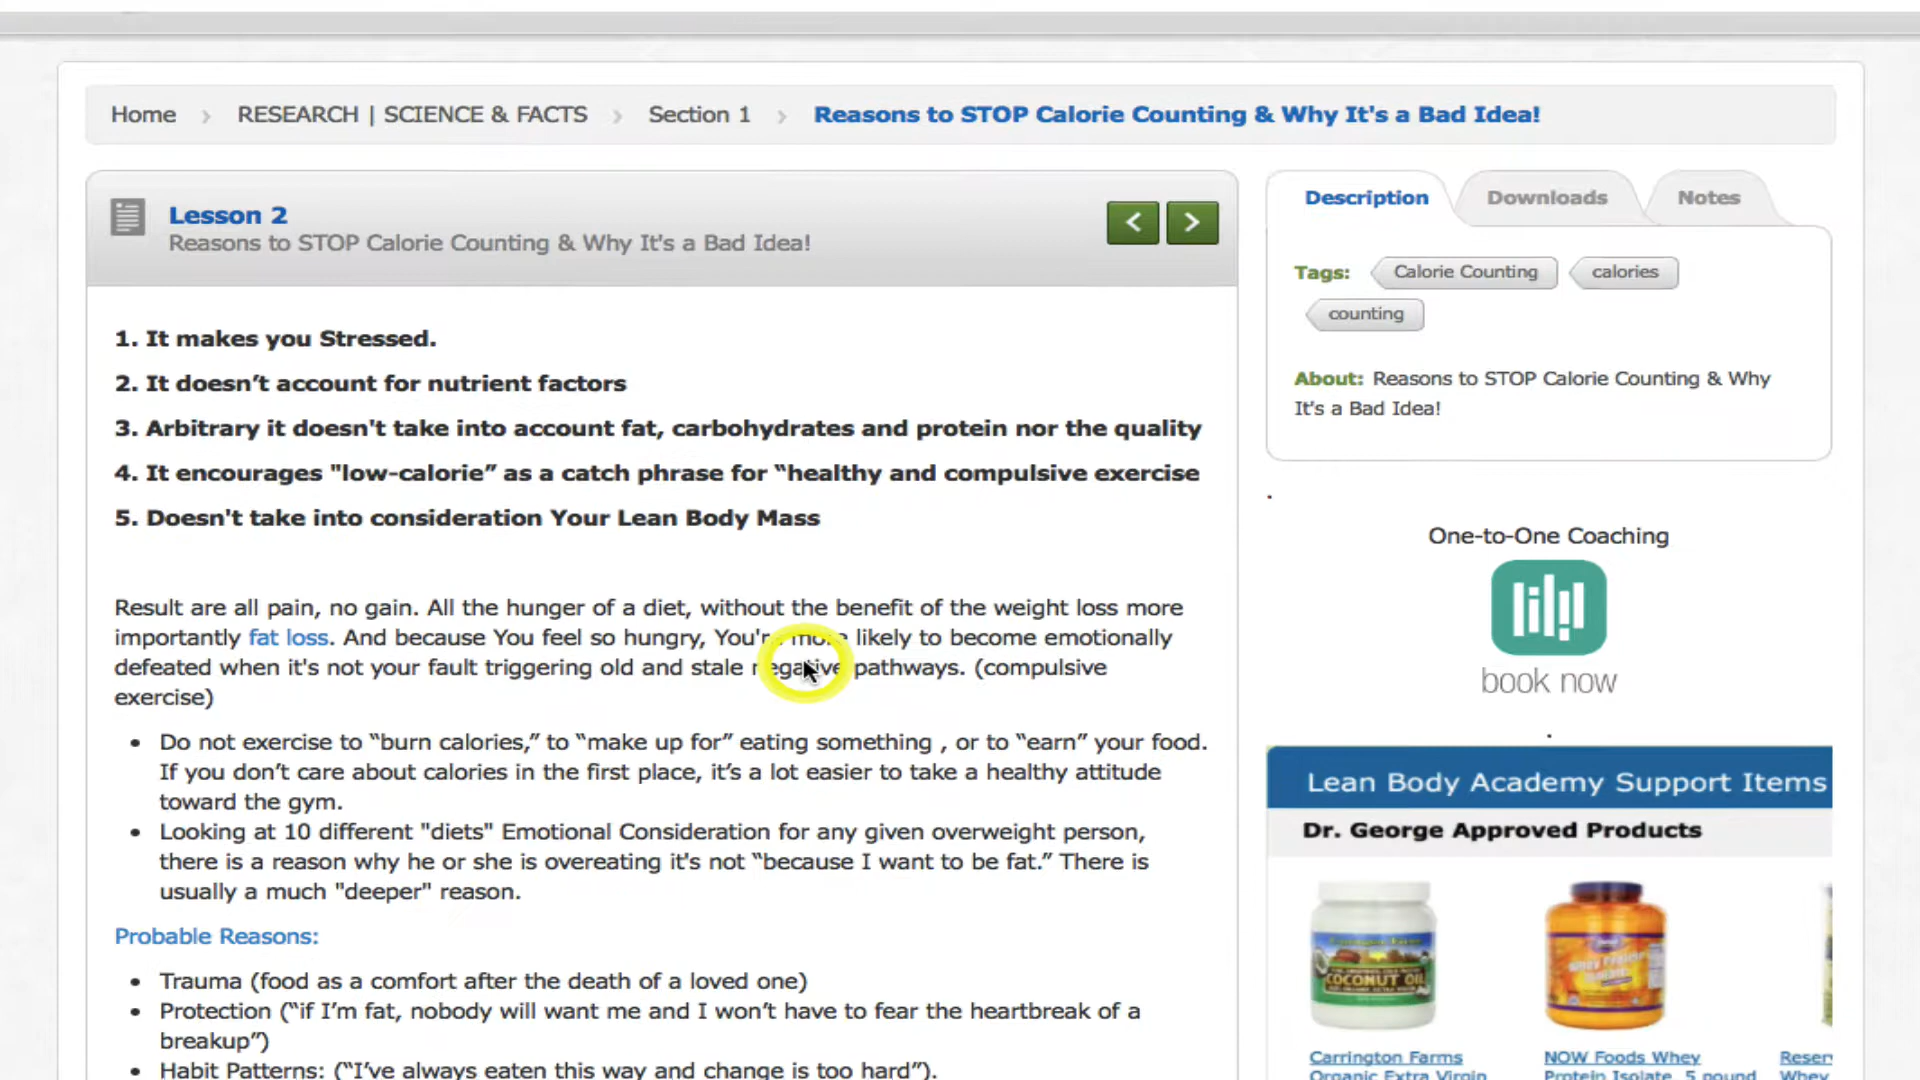 Home RESEARCH | SCIENCE & FACTS Section 1 Reasons to STOP Calorie Counting & Why It's a Bad Idea!
Lesson 2
Reasons to STOP Calorie Counting & Why It's a Bad Idea!
1. It makes you Stressed.
2. It doesn’t account for nutrient factors
3. Arbitrary it doesn't take into account fat, carbohydrates and protein nor the quality
4. It encourages "low-calorie” as a catch phrase for “healthy and compulsive exercise
5. Doesn't take into consideration Your Lean Body Mass
Result are all pain, no gain. All the hunger of a diet, without the benefit of the weight loss more
importantly fat loss. And because You feel so hungry, You're more likely to become emotionally
defeated when it's not your fault triggering old and stale negative pathways. (compulsive
exercise)
• Do not exercise to “burn calories,” to “make up for” eating something , or to “earn” your food.
If you don’t care about calories in the first place, it’s a lot easier to take a healthy attitude
toward the gym.
• Looking at 10 different "diets" Emotional Consideration for any given overweight person,
there is a reason why he or she is overeating it's not “because I want to be fat.” There is
usually a much "deeper" reason.
Probable Reasons:
• Trauma (food as a comfort after the death of a loved one)
• Protection (“if I’m fat, nobody will want me and I won’t have to fear the heartbreak of a
breakup”)
• Habit Patterns: (“I’ve always eaten this way and change is too hard”).
Description Downloads Notes
Tags: Calorie Counting calories
counting
About: Reasons to STOP Calorie Counting & Why
It's a Bad Idea!
One-to-One Coaching
book now
Lean Body Academy Support Items
Dr. George Approved Products
COCONUT OIL
Whey Protein
Isolate
Carrington Farms
Organic Extra Virgin
NOW Foods Whey
Protein Isolate, 5 pound
Reser
Whey